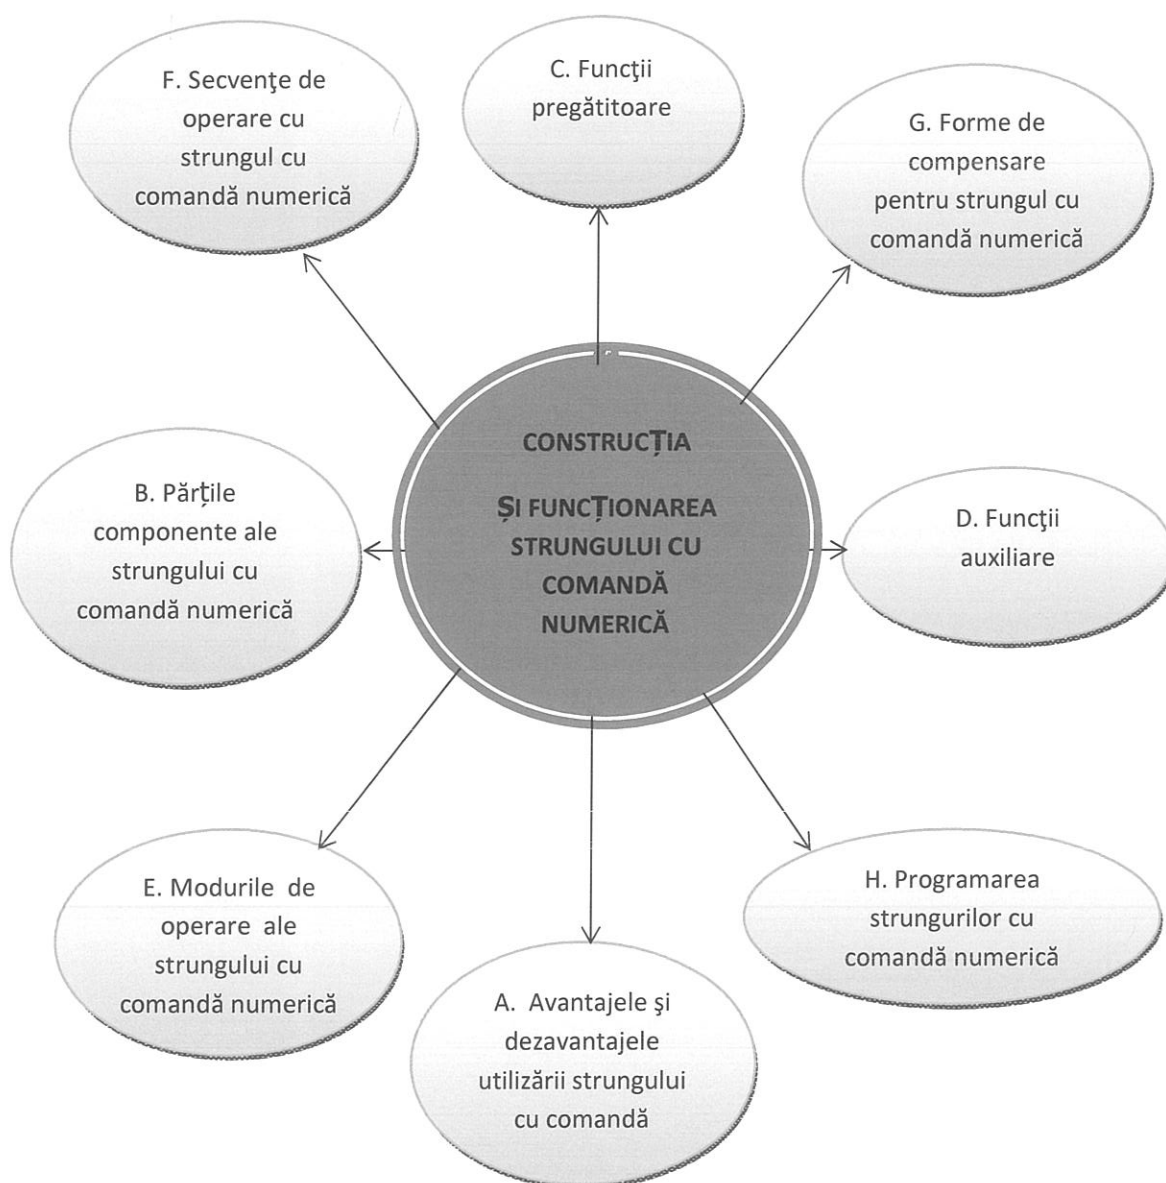 F. Secvenţe de
operare cu
strungul cu
comandă numerică
C. Funcţii
pregătitoare
G. Forme de
compensare
pentru strungul cu
comandă numerică
CONSTRUCȚIA
ȘI FUNCȚIONAREA
STRUNGULUI CU
COMANDĂ
NUMERICĂ
B. Părțile
componente ale
strungului cu
comandă numerică
D. Funcţii
auxiliare
E. Modurile de
operare ale
strungului cu
comandă numerică
H. Programarea
strungurilor cu
comandă numerică
A. Avantajele şi
dezavantajele
utilizării strungului
cu comandă